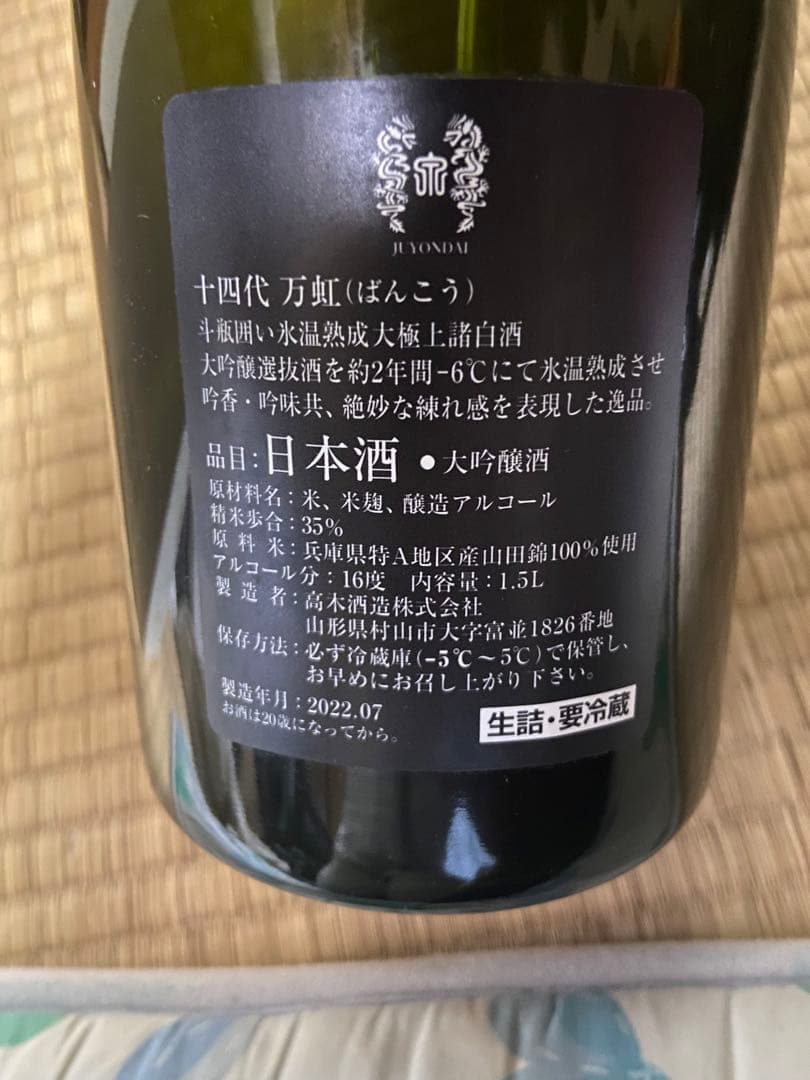 JUYONDAI
十四代 万虹(ばんこう)
斗瓶囲い氷温熟成大極上諸白酒
大吟醸選抜酒を約2年間-6℃にて氷温熟成させ
吟香・吟味共、絶妙な練れ感を表現した逸品。
品目:日本酒 ●大吟醸酒
原材料名:米、米麹、醸造アルコール
精米歩合:35%
原料米:兵庫県特A地区産山田錦100%使用
アルコール分:16度 内容量:1.5L
製造者:高木酒造株式会社
山形県村山市大字富並1826番地
保存方法:必ず冷蔵庫(-5℃~5℃)で保管し、
お早めにお召し上がり下さい。
製造年月:2022.07
お酒は20歳になってから。
生詰・要冷蔵